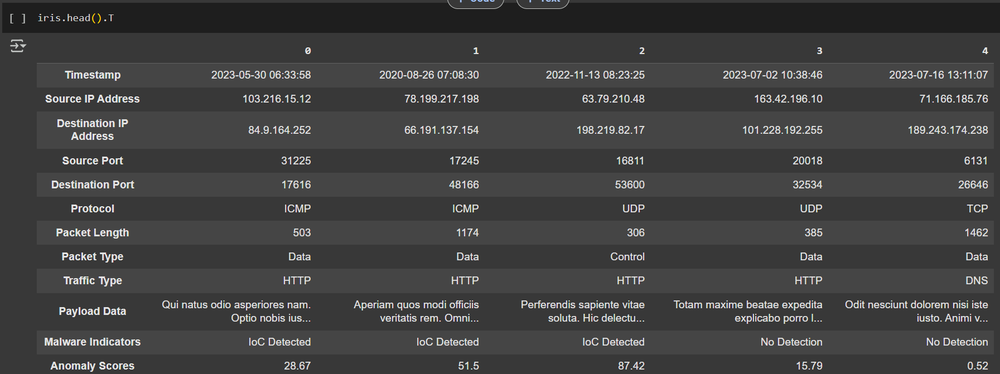 + Code + Text
[ ] iris.head().T
0 1 2 3 4
Timestamp 2023-05-30 06:33:58 2020-08-26 07:08:30 2022-11-13 08:23:25 2023-07-02 10:38:46 2023-07-16 13:11:07
Source IP Address 103.216.15.12 78.199.217.198 63.79.210.48 163.42.196.10 71.166.185.76
Destination IP
Address 84.9.164.252 66.191.137.154 198.219.82.17 101.228.192.255 189.243.174.238
Source Port 31225 17245 16811 20018 6131
Destination Port 17616 48166 53600 32534 26646
Protocol ICMP ICMP UDP UDP TCP
Packet Length 503 1174 306 385 1462
Packet Type Data Data Control Data Data
Traffic Type HTTP HTTP HTTP HTTP DNS
Payload Data Qui natus odio asperiores nam. Aperiam quos modi officiis Perferendis sapiente vitae Totam maxime beatae expedita Odit nesciunt dolorem nisi iste
Optio nobis ius... veritatis rem. Omni... soluta. Hic delectu... explicabo porro l... iusto. Animi v...
Malware Indicators IoC Detected IoC Detected IoC Detected No Detection No Detection
Anomaly Scores 28.67 51.5 87.42 15.79 0.52